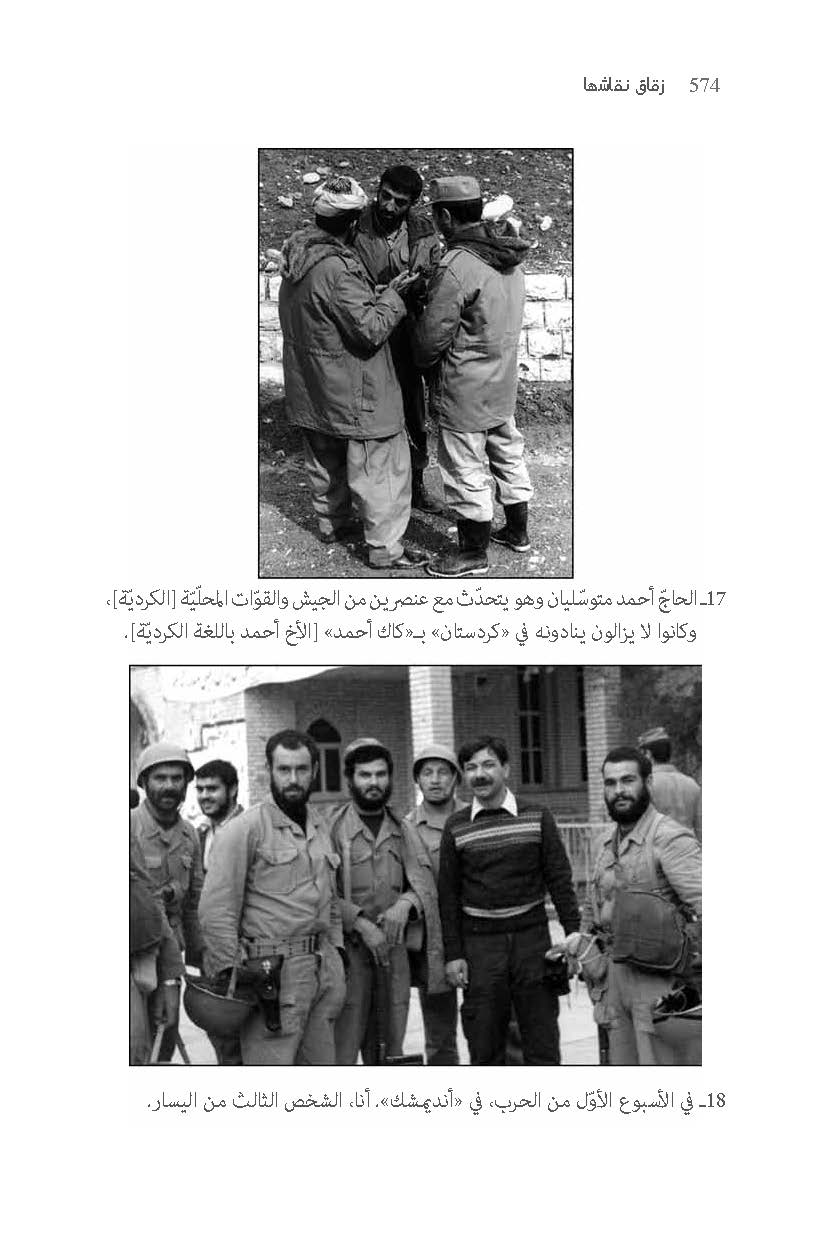 574 زقاق نقاشها
17ـ الحاجّ أحمد متوسّليان وهو يتحدّث مع عنصرين من الجيش والقوّات المحلّيّة [الكرديّة]،
وكانوا لا يزالون ينادونه في «كردستان» بـ«كاك أحمد» [الأخ أحمد باللغة الكرديّة].
18ـ في الأسبوع الأوّل من الحرب، في «أنديمشك». أنا، الشخص الثالث من اليسار.